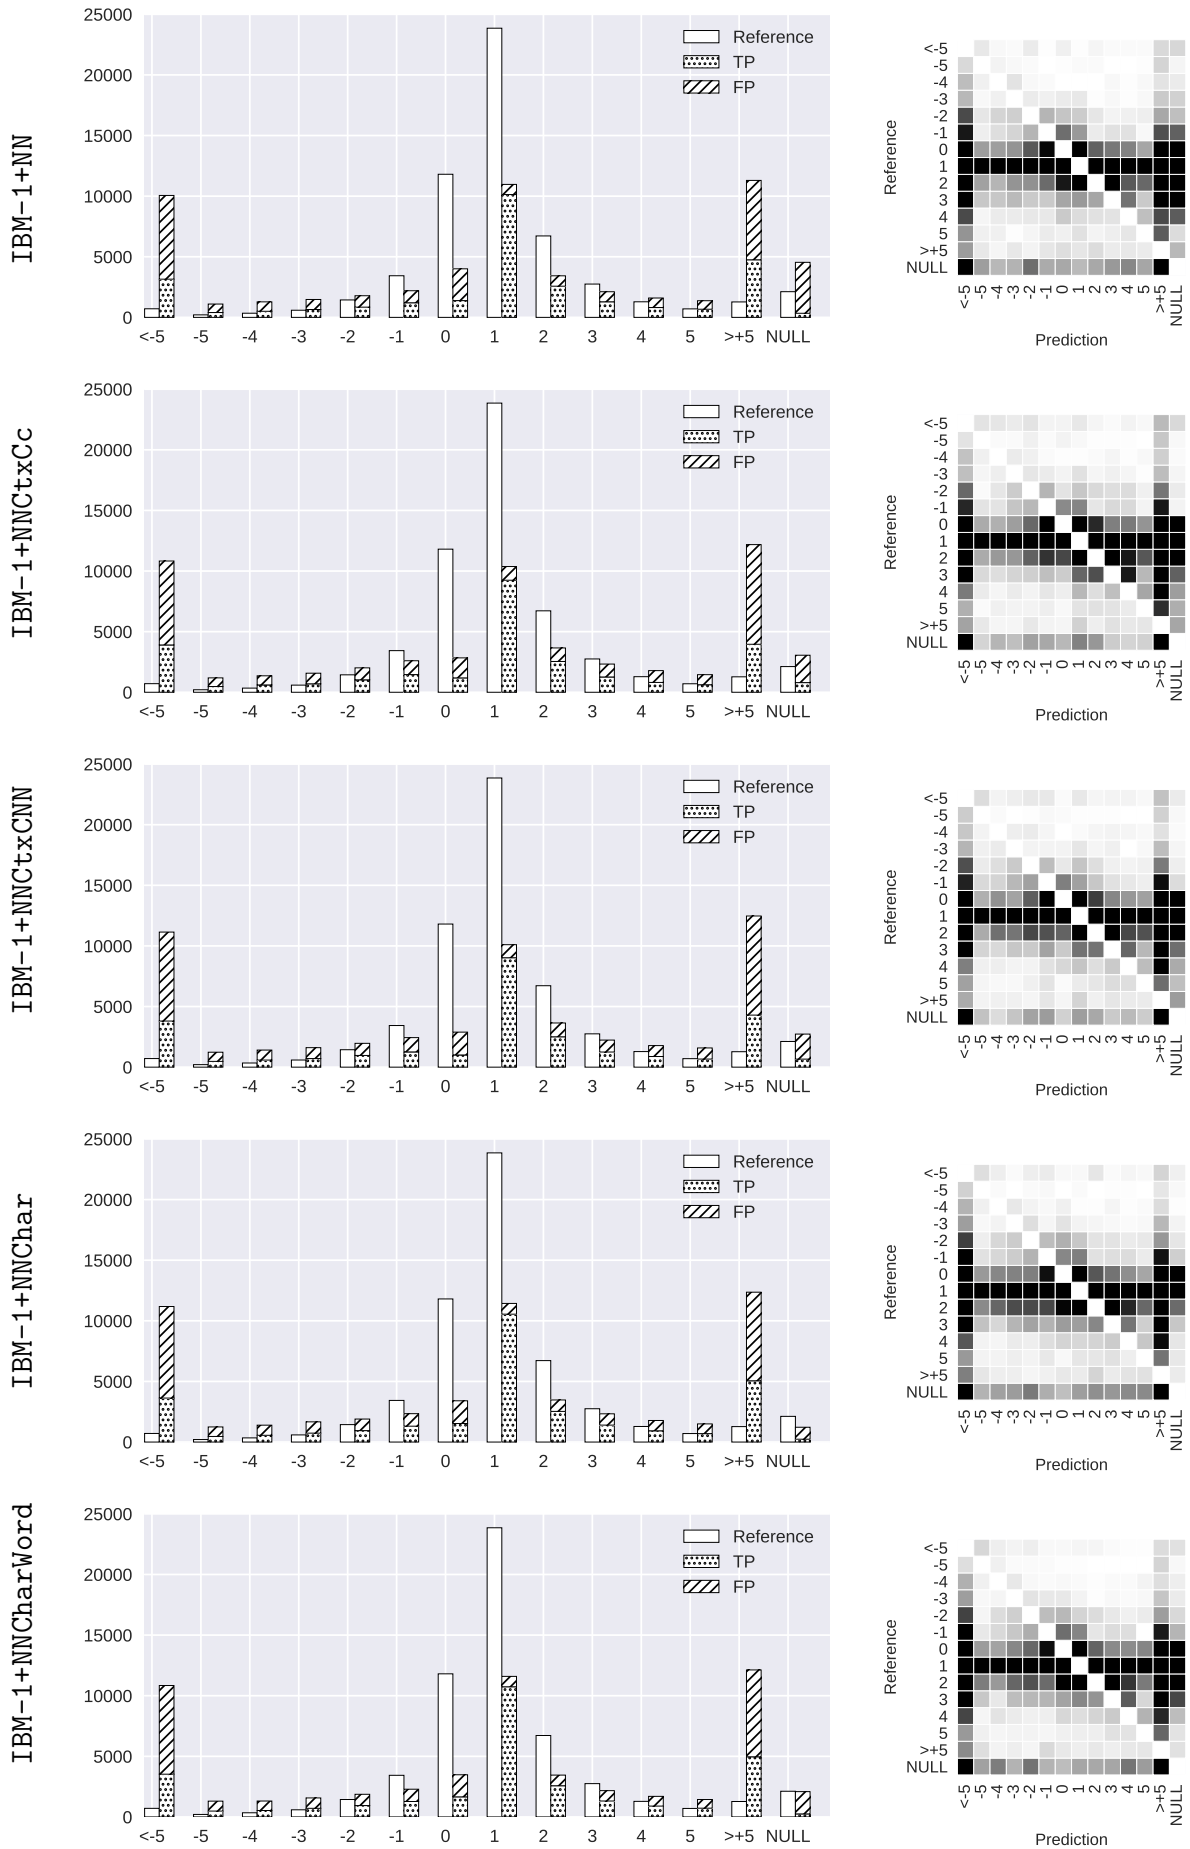 IBM-1+NN
25000
20000
15000
10000
5000
0
Reference
TP
FP
<-5 -5 -4 -3 -2 -1 0 1 2 3 4 5 >+5 NULL
Reference
<-5
-5
-4
-3
-2
-1
0
1
2
3
4
5
>+5
NULL
<-5 -5 -4 -3 -2 -1 0 1 2 3 4 5 >+5 NULL
Prediction
IBM-1+NNCtxCc
25000
20000
15000
10000
5000
0
Reference
TP
FP
<-5 -5 -4 -3 -2 -1 0 1 2 3 4 5 >+5 NULL
Reference
<-5
-5
-4
-3
-2
-1
0
1
2
3
4
5
>+5
NULL
<-5 -5 -4 -3 -2 -1 0 1 2 3 4 5 >+5 NULL
Prediction
IBM-1+NNCtxCNN
25000
20000
15000
10000
5000
0
Reference
TP
FP
<-5 -5 -4 -3 -2 -1 0 1 2 3 4 5 >+5 NULL
Reference
<-5
-5
-4
-3
-2
-1
0
1
2
3
4
5
>+5
NULL
<-5 -5 -4 -3 -2 -1 0 1 2 3 4 5 >+5 NULL
Prediction
IBM-1+NNChar
25000
20000
15000
10000
5000
0
Reference
TP
FP
<-5 -5 -4 -3 -2 -1 0 1 2 3 4 5 >+5 NULL
Reference
<-5
-5
-4
-3
-2
-1
0
1
2
3
4
5
>+5
NULL
<-5 -5 -4 -3 -2 -1 0 1 2 3 4 5 >+5 NULL
Prediction
IBM-1+NNCharWord
25000
20000
15000
10000
5000
0
Reference
TP
FP
<-5 -5 -4 -3 -2 -1 0 1 2 3 4 5 >+5 NULL
Reference
<-5
-5
-4
-3
-2
-1
0
1
2
3
4
5
>+5
NULL
<-5 -5 -4 -3 -2 -1 0 1 2 3 4 5 >+5 NULL
Prediction